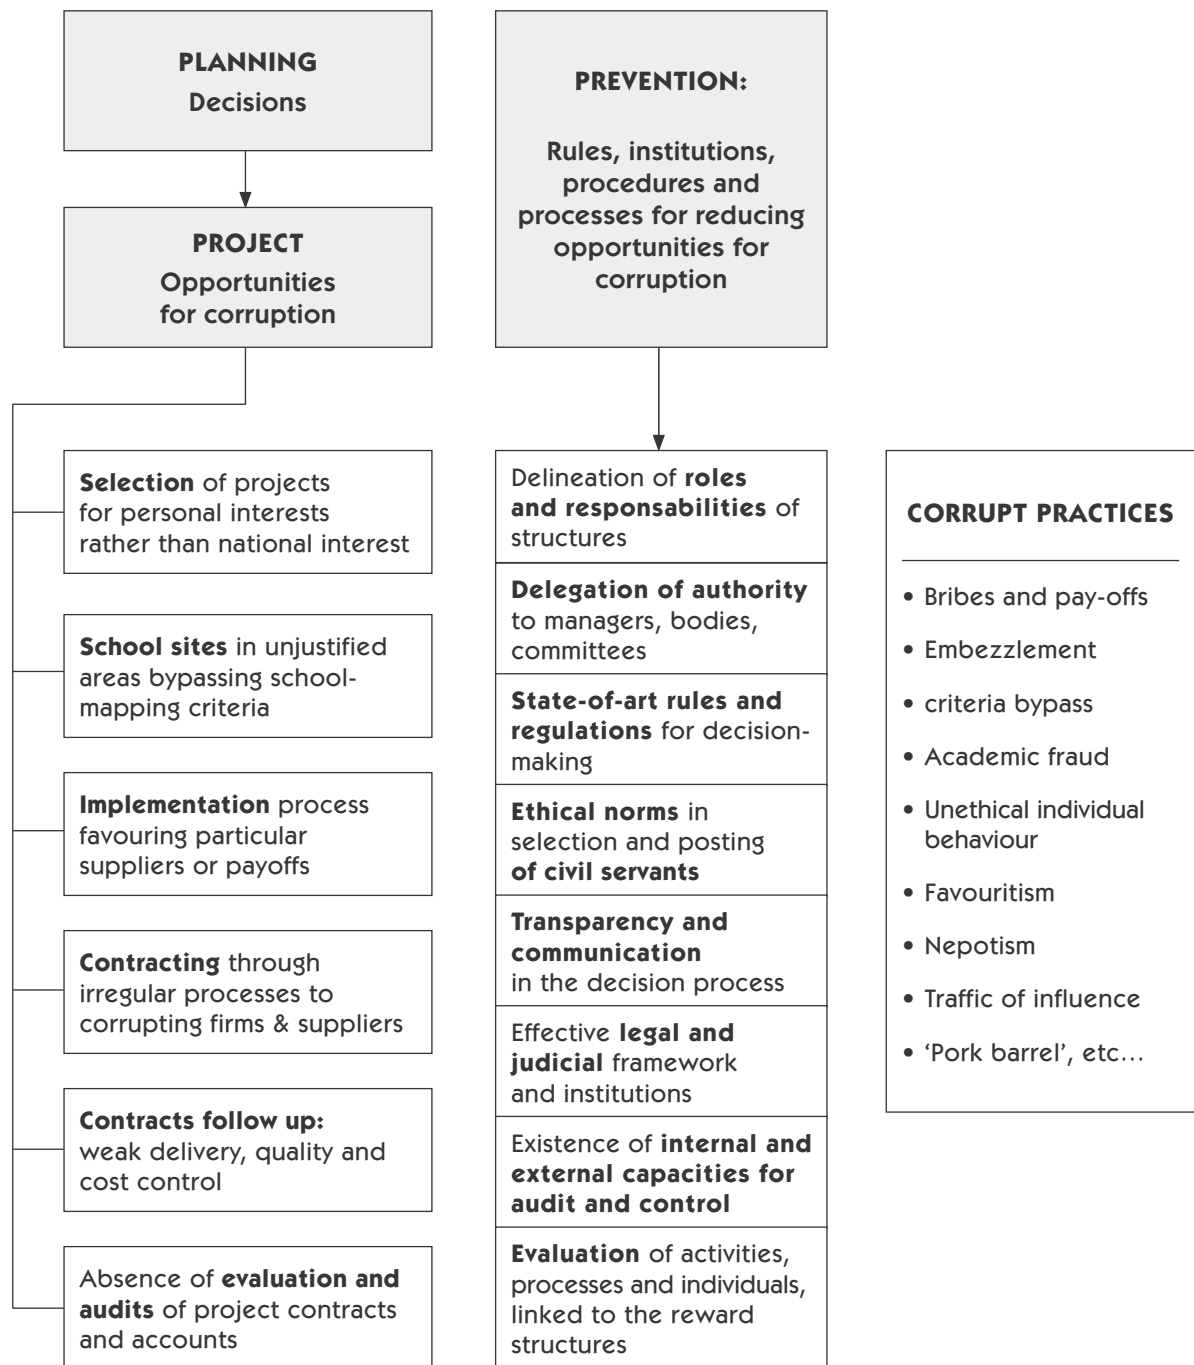 PLANNING
Decisions
PROJECT
Opportunities
for corruption
Selection of projects
for personal interests
rather than national interest
School sites in unjustified
areas bypassing school-
mapping criteria
Implementation process
favouring particular
suppliers or payoffs
Contracting through
irregular processes to
corrupting firms & suppliers
Contracts follow up:
weak delivery, quality and
cost control
Absence of evaluation and
audits of project contracts
and accounts
PREVENTION:
Rules, institutions,
procedures and
processes for reducing
opportunities for
corruption
Delineation of roles
and responsabilities of
structures
Delegation of authority
to managers, bodies,
committees
State-of-art rules and
regulations for decision-
making
Ethical norms in
selection and posting
of civil servants
Transparency and
communication
in the decision process
Effective legal and
judicial framework
and institutions
Existence of internal and
external capacities for
audit and control
Evaluation of activities,
processes and individuals,
linked to the reward
structures
CORRUPT PRACTICES
• Bribes and pay-offs
• Embezzlement
• criteria bypass
• Academic fraud
• Unethical individual
behaviour
• Favouritism
• Nepotism
• Traffic of influence
• ‘Pork barrel’, etc…